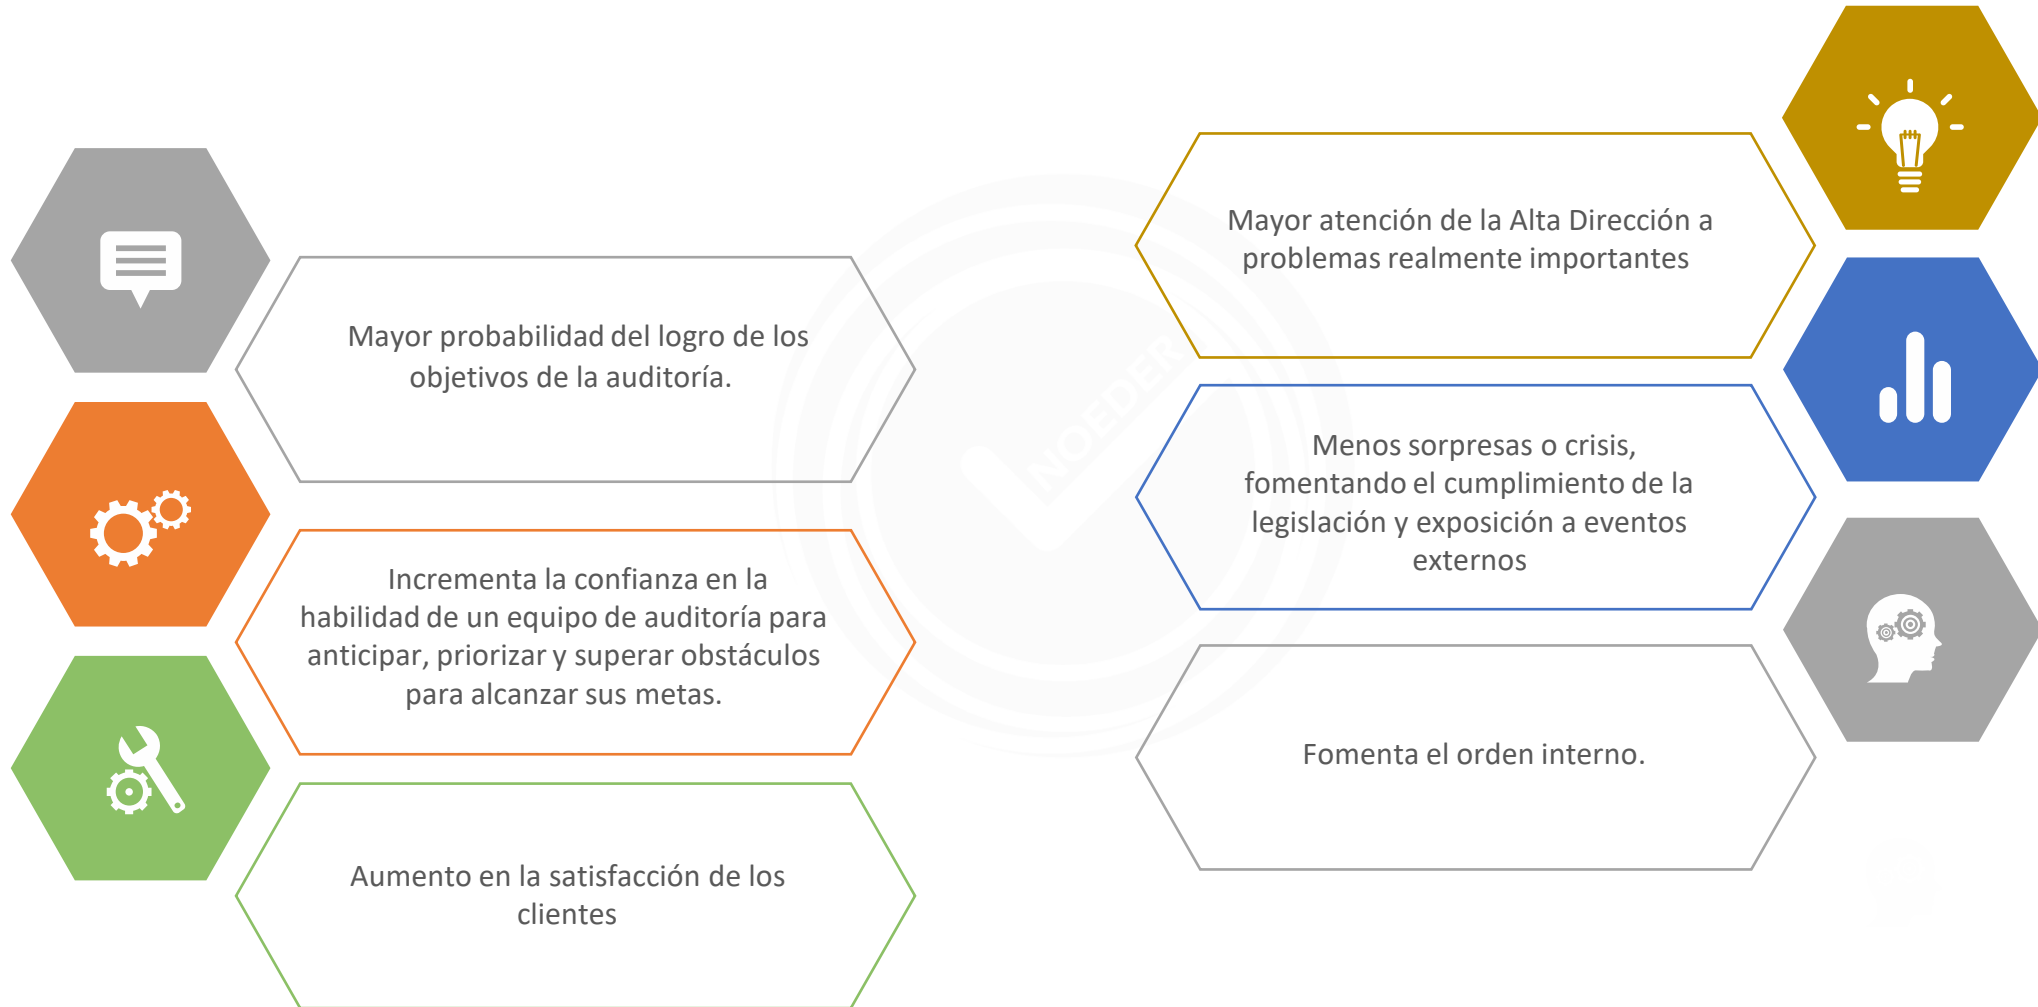 Mayor probabilidad del logro de los
objetivos de la auditoría.
Incrementa la confianza en la
habilidad de un equipo de auditoría para
anticipar, priorizar y superar obstáculos
para alcanzar sus metas.
Aumento en la satisfacción de los
clientes
Mayor atención de la Alta Dirección a
problemas realmente importantes
Menos sorpresas o crisis,
fomentando el cumplimiento de la
legislación y exposición a eventos
externos
Fomenta el orden interno.
NOEDER